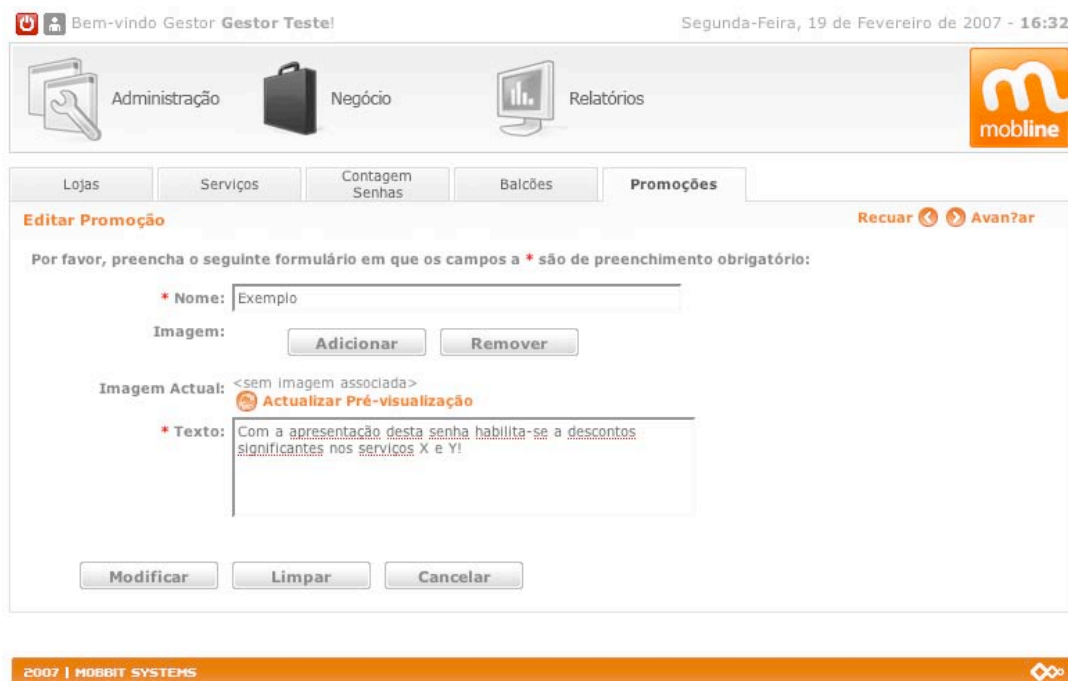 Bem-vindo Gestor Gestor Teste!
Segunda-Feira, 19 de Fevereiro de 2007 - 16:32
Administração
Negócio
Relatórios
mobline
Lojas
Serviços
Contagem
Senhas
Balcões
Promoções
Editar Promoção
Recuar
Avan?ar
Por favor, preencha o seguinte formulário em que os campos a * são de preenchimento obrigatório:
* Nome: Exemplo
Imagem:
Adicionar
Remover
Imagem Actual: <sem imagem associada>
Actualizar Pré-visualização
* Texto: Com a apresentação desta senha habilita-se a descontos
significantes nos serviços X e Y!
Modificar
Limpar
Cancelar
2007 | MOBBIT SYSTEMS